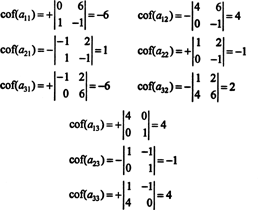 cof(a₁₁)=+|0 6; 1 −1|=−6 cof(a₁₂)=−|4 6; 0 −1|=4
cof(a₂₁)=−|−1 2; 1 −1|=1 cof(a₂₂)=+|1 2; 0 −1|=−1
cof(a₃₁)=+|−1 2; 0 6|=−6 cof(a₃₂)=−|1 2; 4 6|=2
cof(a₁₃)=+|4 0; 0 1|=4
cof(a₂₃)=−|1 −1; 0 1|=−1
cof(a₃₃)=+|1 −1; 4 0|=4